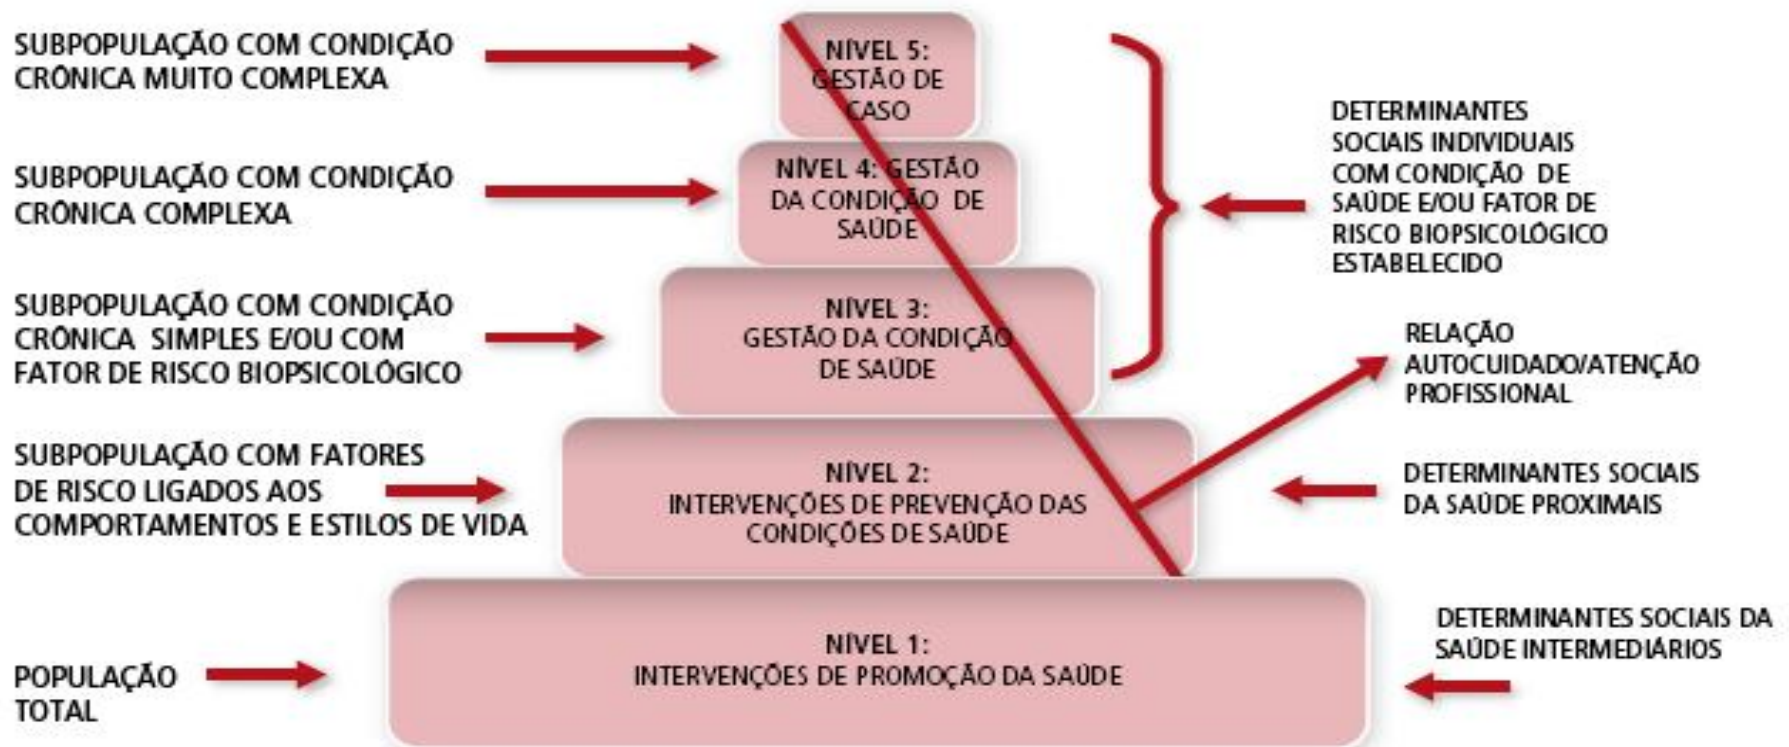 SUBPOPULAÇÃO COM CONDIÇÃO
CRÔNICA MUITO COMPLEXA
SUBPOPULAÇÃO COM CONDIÇÃO
CRÔNICA COMPLEXA
SUBPOPULAÇÃO COM CONDIÇÃO
CRÔNICA SIMPLES E/OU COM
FATOR DE RISCO BIOPSICOLÓGICO
SUBPOPULAÇÃO COM FATORES
DE RISCO LIGADOS AOS
COMPORTAMENTOS E ESTILOS DE VIDA
POPULAÇÃO
TOTAL
NÍVEL 5:
GESTÃO DE
CASO
NÍVEL 4: GESTÃO
DA CONDIÇÃO DE
SAÚDE
NÍVEL 3:
GESTÃO DA CONDIÇÃO
DE SAÚDE
NÍVEL 2:
INTERVENÇÕES DE PREVENÇÃO DAS
CONDIÇÕES DE SAÚDE
NÍVEL 1:
INTERVENÇÕES DE PROMOÇÃO DA SAÚDE
DETERMINANTES
SOCIAIS INDIVIDUAIS
COM CONDIÇÃO DE
SAÚDE E/OU FATOR DE
RISCO BIOPSICOLÓGICO
ESTABELECIDO
RELAÇÃO
AUTOCUIDADO/ATENÇÃO
PROFISSIONAL
DETERMINANTES SOCIAIS
DA SAÚDE PROXIMAIS
DETERMINANTES SOCIAIS DA
SAÚDE INTERMEDIÁRIOS